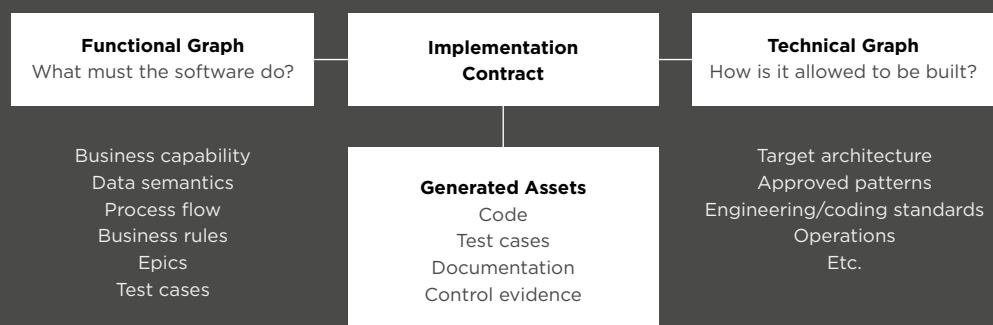 Functional Graph
What must the software do?
Business capability
Data semantics
Process flow
Business rules
Epics
Test cases
Implementation
Contract
Generated Assets
Code
Test cases
Documentation
Control evidence
Technical Graph
How is it allowed to be built?
Target architecture
Approved patterns
Engineering/coding standards
Operations
Etc.